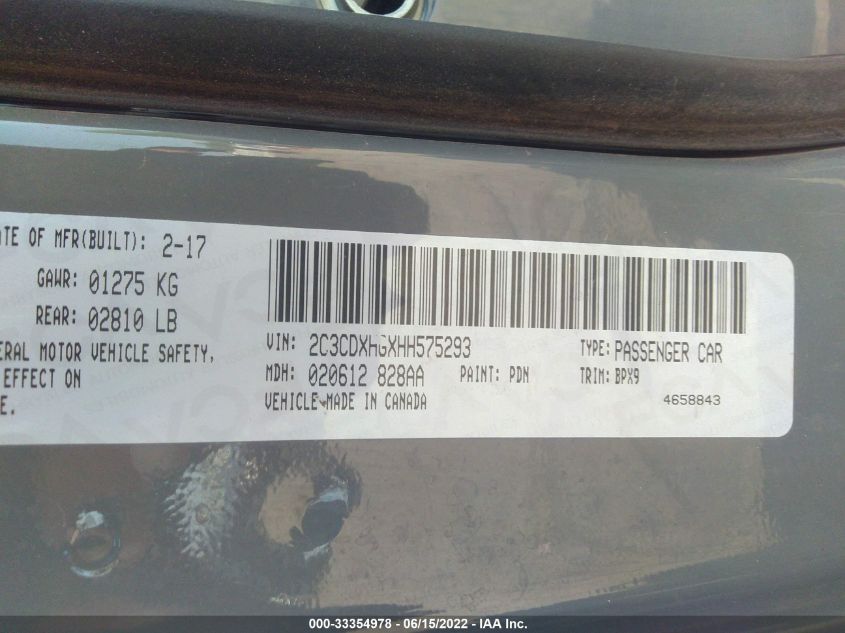 ATE OF MFR(BUILT): 2-17
GAWR: 01275 KG
REAR: 02810 LB
ERAL MOTOR VEHICLE SAFETY,
EFFECT ON
E.
VIN: 2C3CDXHGXHH575293
TYPE: PASSENGER CAR
MDH: 020612 828AA
PAINT: PDN
TRIM: BPX9
VEHICLE MADE IN CANADA
4658843
000-33354978 - 06/15/2022 - IAA Inc.